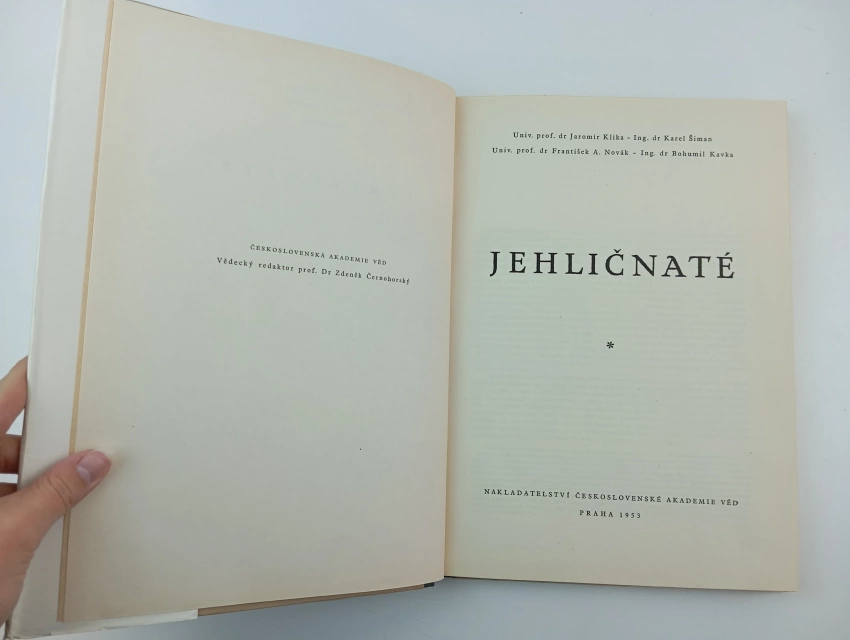 ČESKOSLOVENSKÁ AKADEMIE VĚD
Vědecký redaktor prof. Dr Zdeněk Černohorský
Univ. prof. dr Jaromír Klika – Ing. dr Karel Šiman
Univ. prof. dr František A. Novák – Ing. dr Bohumil Kavka
JEHLIČNATÉ
*
NAKLADATELSTVÍ ČESKOSLOVENSKÉ AKADEMIE VĚD
PRAHA 1953